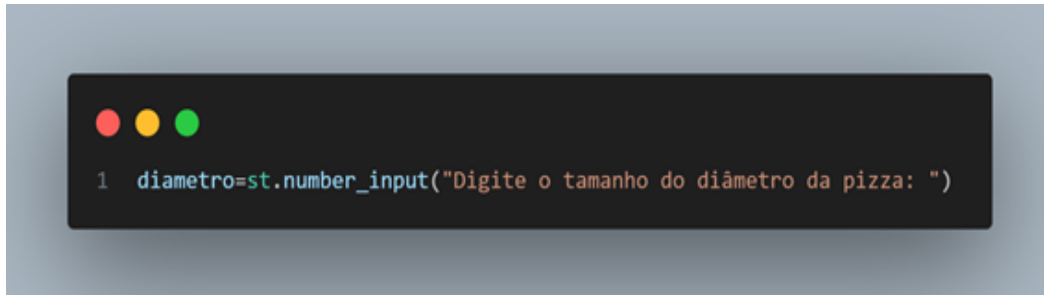 1 diametro=st.number_input("Digite o tamanho do diâmetro da pizza: ")